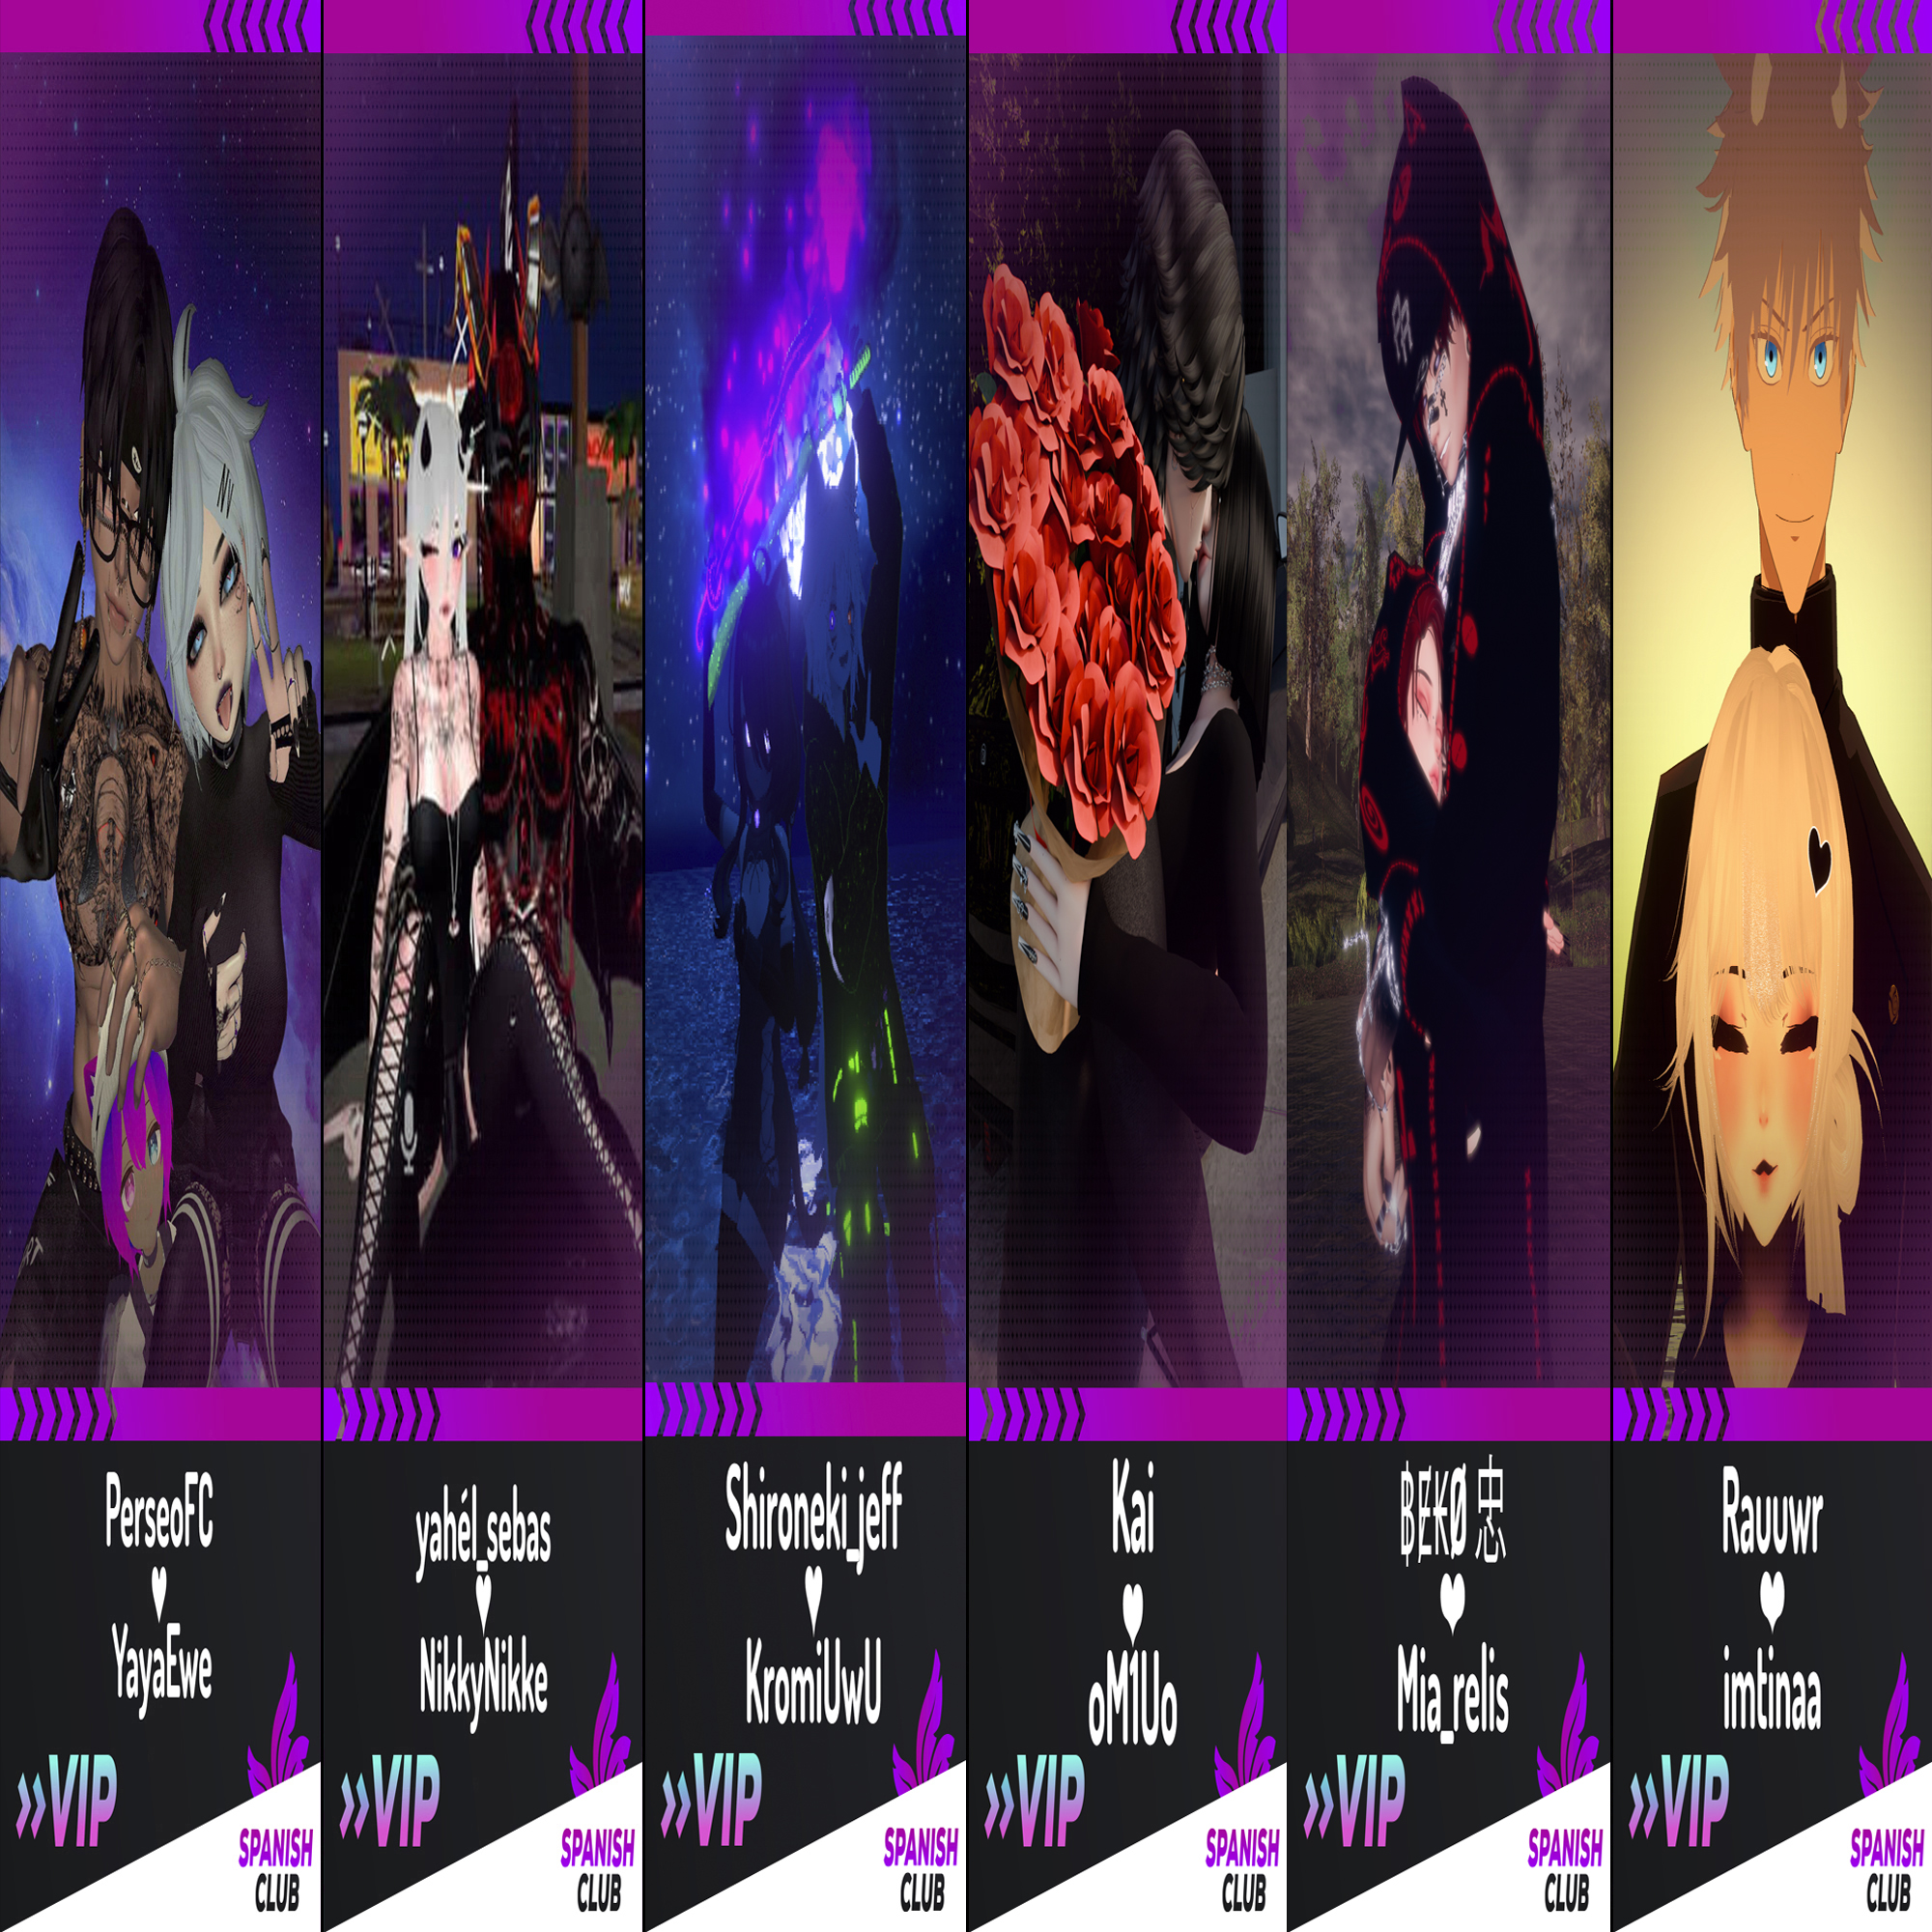 PerseoFC
♥
YayaEwe
»VIP
SPANISH
CLUB
yahél_sebas
♥
NikkyNikke
»VIP
SPANISH
CLUB
Shironeki_jeff
♥
KromiUwU
»VIP
SPANISH
CLUB
Kai
♥
oM1Uo
»VIP
SPANISH
CLUB
฿Ɇ₭Ø 忠
♥
Mia_relis
»VIP
SPANISH
CLUB
Rauuwr
♥
imtinaa
»VIP
SPANISH
CLUB